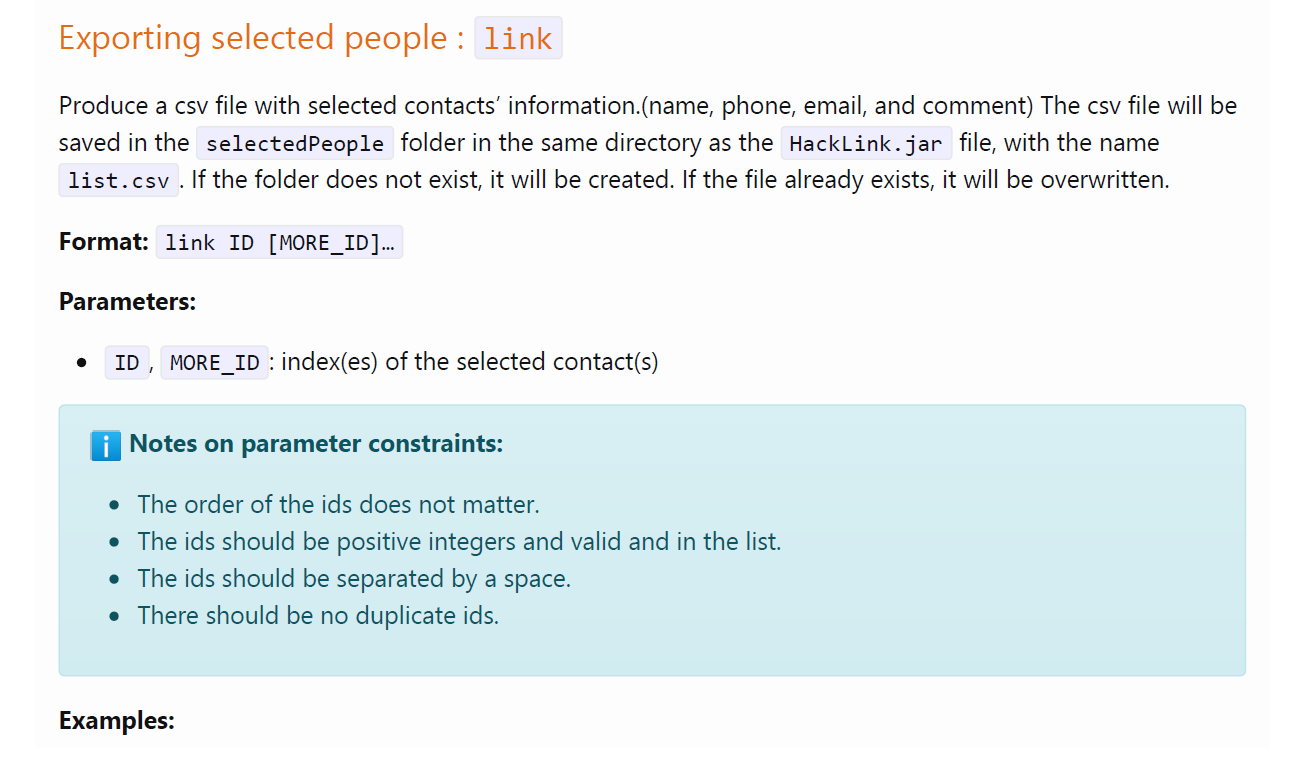 Exporting selected people : link
Produce a csv file with selected contacts’ information.(name, phone, email, and comment) The csv file will be
saved in the selectedPeople folder in the same directory as the HackLink.jar file, with the name
list.csv. If the folder does not exist, it will be created. If the file already exists, it will be overwritten.
Format: link ID [MORE_ID]…
Parameters:
• ID, MORE_ID: index(es) of the selected contact(s)
ℹ️ Notes on parameter constraints:
• The order of the ids does not matter.
• The ids should be positive integers and valid and in the list.
• The ids should be separated by a space.
• There should be no duplicate ids.
Examples: